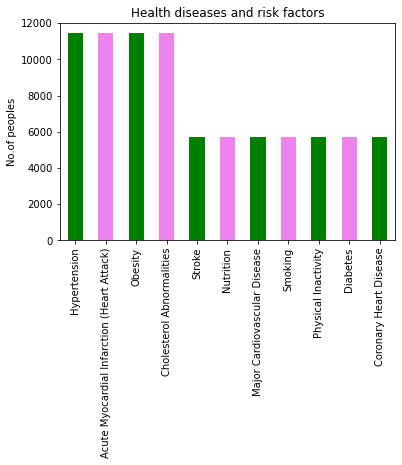 Health diseases and risk factors
No.of peoples
12000
10000
8000
6000
4000
2000
0
Hypertension
Acute Myocardial Infarction (Heart Attack)
Obesity
Cholesterol Abnormalities
Stroke
Nutrition
Major Cardiovascular Disease
Smoking
Physical Inactivity
Diabetes
Coronary Heart Disease